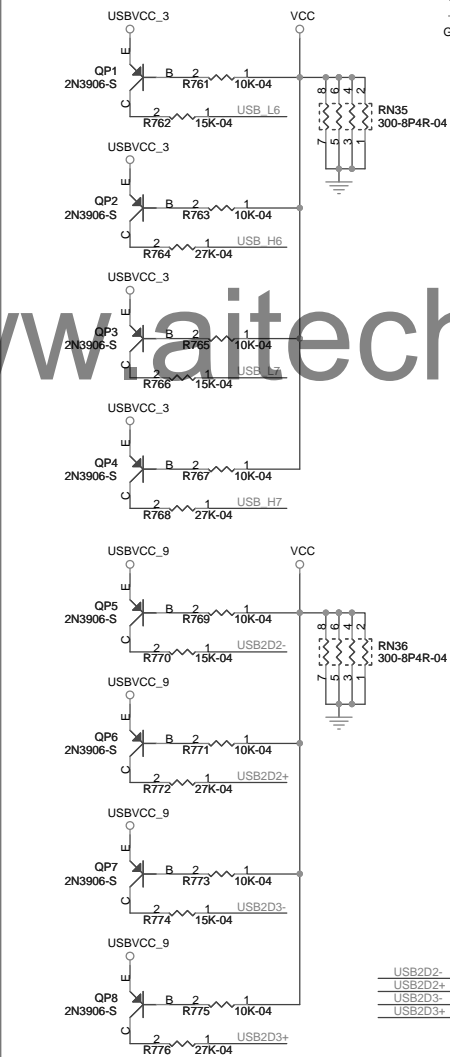 USBVCC_3 VCC
G
E
QP1 B 2 1
2N3906-S R761 10K-04
C 2 1 USB_L6
R762 15K-04
8 6 4 2
RN35
300-8P4R-04
7 5 3 1
USBVCC_3
E
QP2 B 2 1
2N3906-S R763 10K-04
C 2 1 USB_H6
R764 27K-04
USBVCC_3
E
QP3 B 2 1
2N3906-S R765 10K-04
C 2 1 USB_L7
R766 15K-04
w.aitech
USBVCC_3
E
QP4 B 2 1
2N3906-S R767 10K-04
C 2 1 USB_H7
R768 27K-04
USBVCC_9 VCC
E
QP5 B 2 1
2N3906-S R769 10K-04
C 2 1 USB2D2-
R770 15K-04
8 6 4 2
RN36
300-8P4R-04
7 5 3 1
USBVCC_9
E
QP6 B 2 1
2N3906-S R771 10K-04
C 2 1 USB2D2+
R772 27K-04
USBVCC_9
E
QP7 B 2 1
2N3906-S R773 10K-04
C 2 1 USB2D3-
R774 15K-04
USBVCC_9
E
QP8 B 2 1
2N3906-S R775 10K-04
C 2 1 USB2D3+
R776 27K-04
USB2D2-
USB2D2+
USB2D3-
USB2D3+